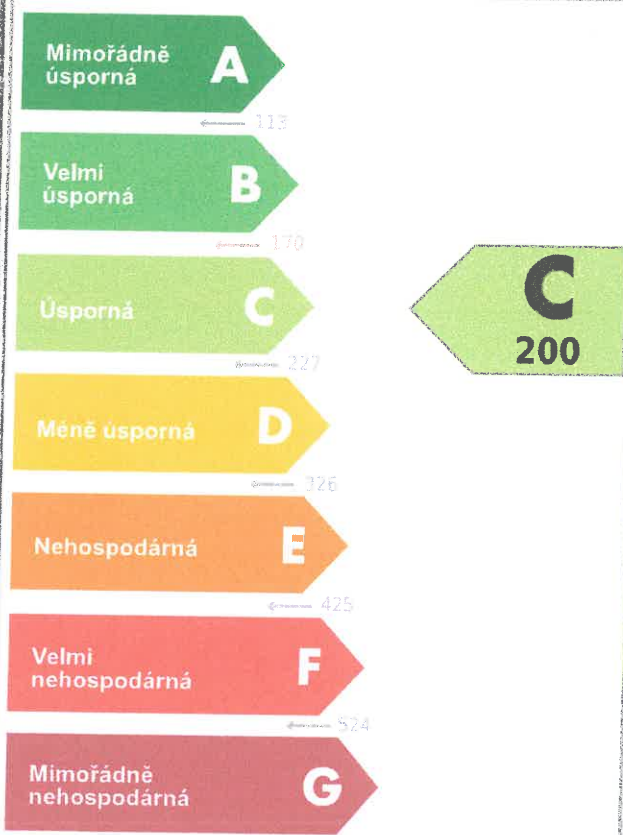 Mimořádně
úsporná
A
113
Velmi
úsporná
B
170
Úsporná
C
C
200
227
Méně úsporná
D
326
Nehospodárná
E
425
Velmi
nehospodárná
F
524
Mimořádně
nehospodárná
G